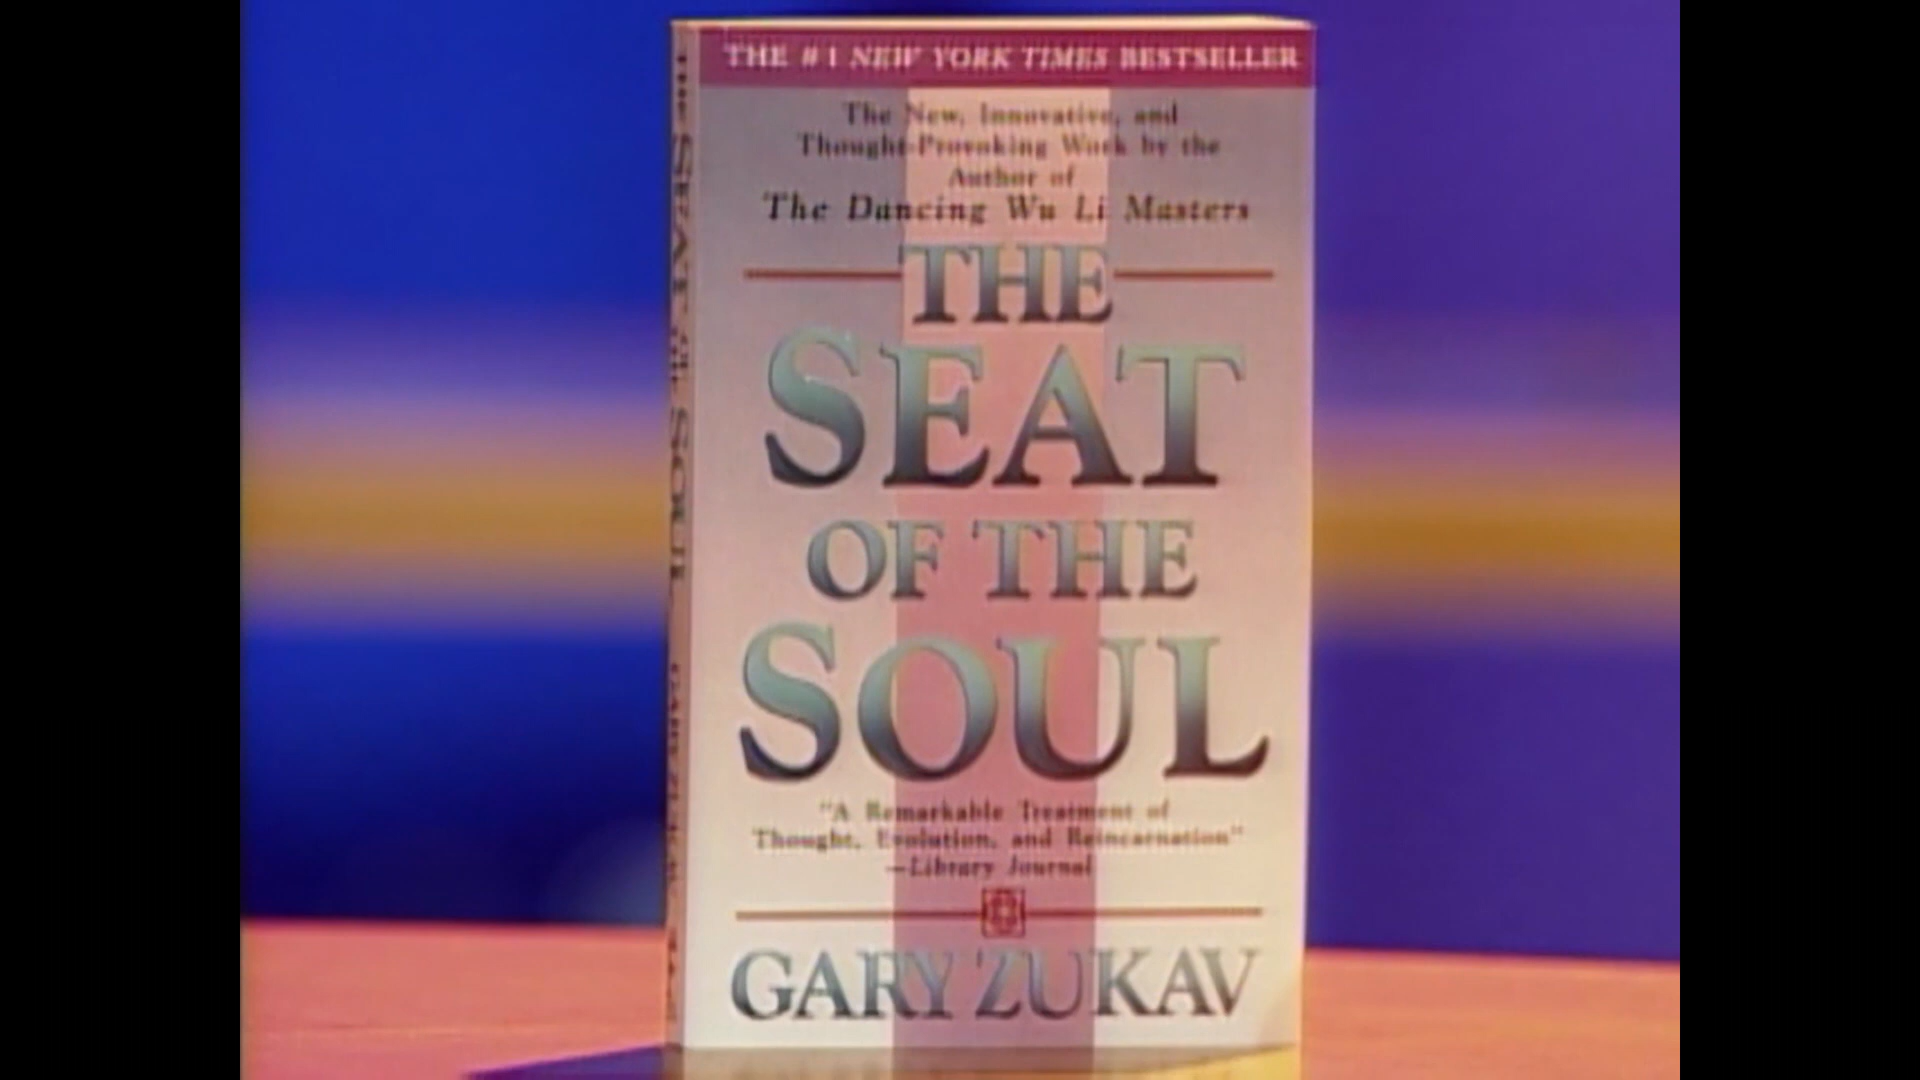 THE #1 NEW YORK TIMES BESTSELLER
The New, Innovative, and
Thought-Provoking Work by the
Author of
The Dancing Wu Li Masters
THE
SEAT
OF THE
SOUL
"A Remarkable Treatment of
Thought, Evolution, and Reincarnation"
—Library Journal
GARY ZUKAV
THE SEAT OF THE SOUL GARY ZUKAV